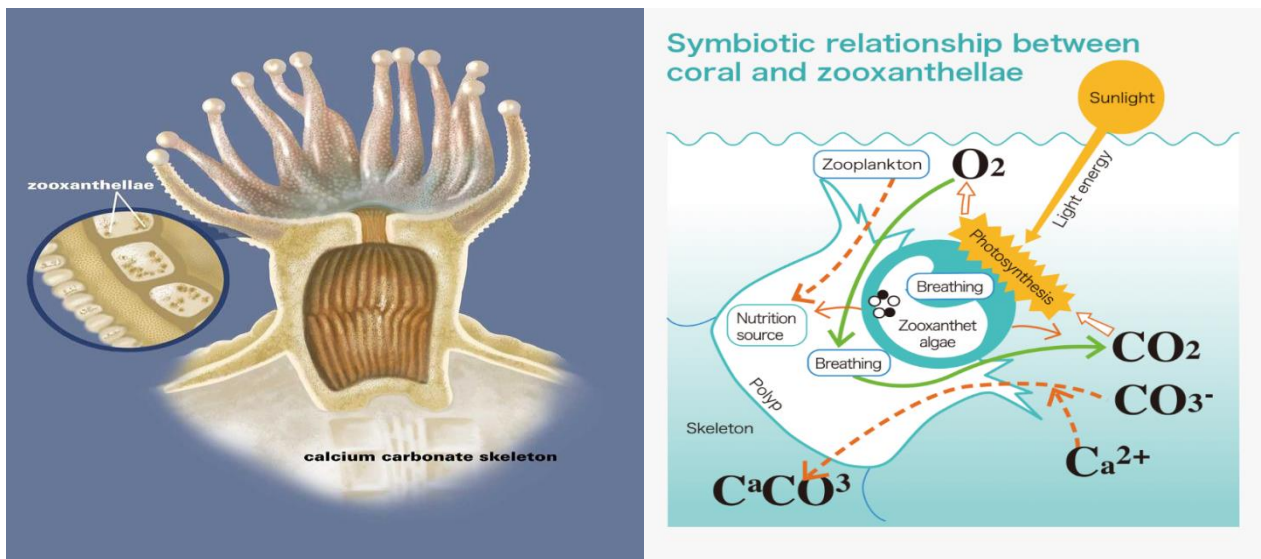 zooxanthellae
calcium carbonate skeleton
Symbiotic relationship between
coral and zooxanthellae
Sunlight
Light energy
Zooplankton
O2
Photosynthesis
Breathing
Zooxanthet
algae
Nutrition
source
Breathing
CO2
CO3-
Polyp
Skeleton
Ca2+
CaCO3